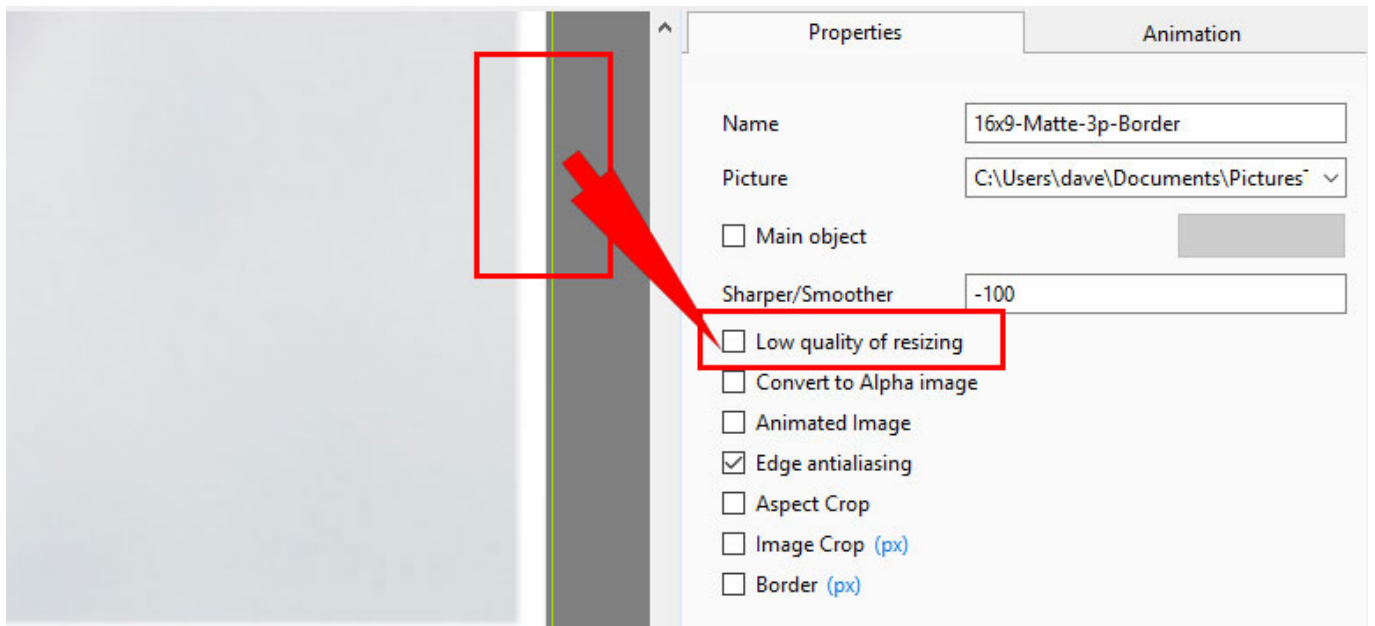 Properties
Animation
Name
16x9-Matte-3p-Border
Picture
C:\Users\dave\Documents\Pictures
Main object
Sharper/Smoother
-100
Low quality of resizing
Convert to Alpha image
Animated Image
Edge antialiasing
Aspect Crop
Image Crop (px)
Border (px)